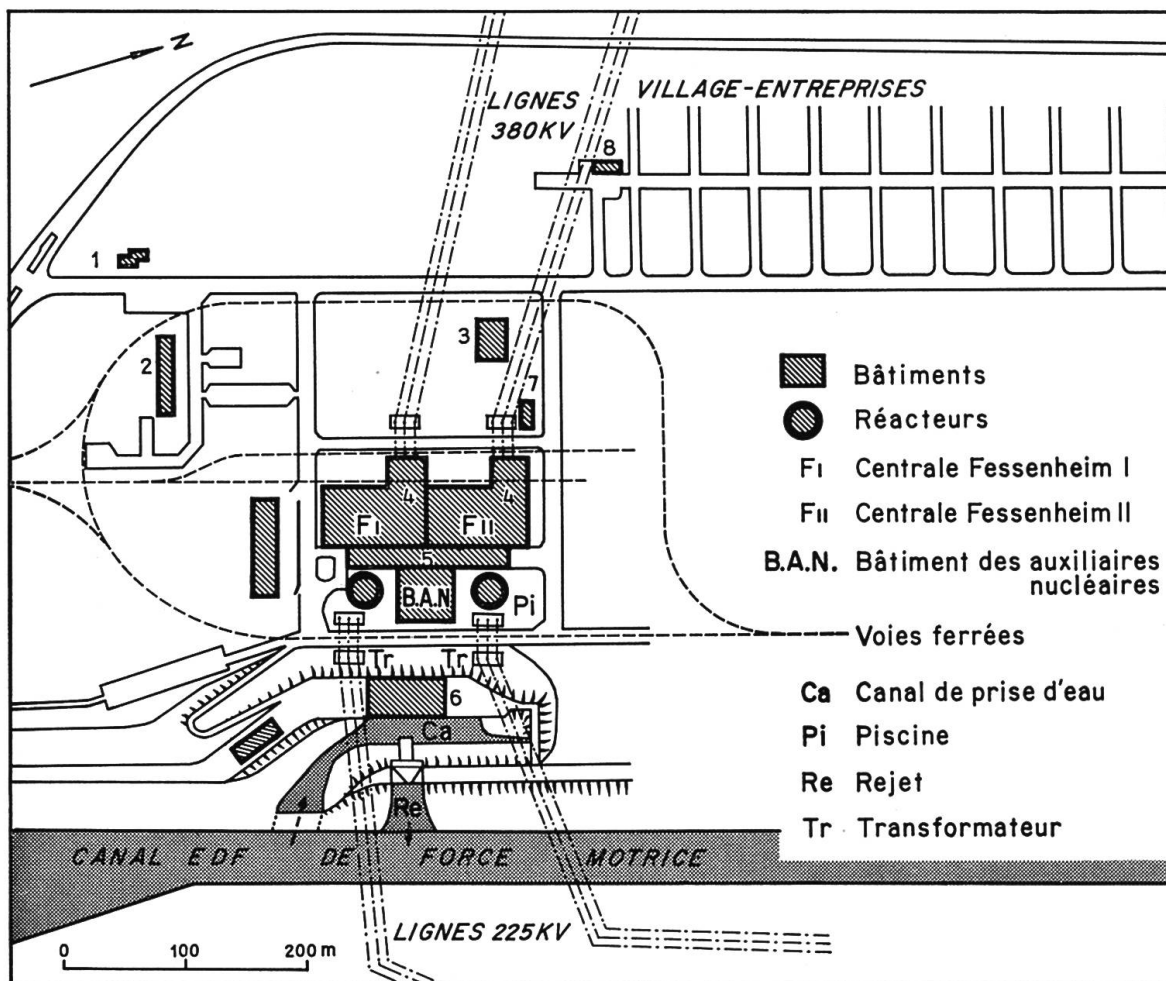 N
LIGNES
380KV
VILLAGE-ENTREPRISES
8
1
2
3
7
4
4
FI
FII
5
B.A.N
Pi
Tr
Tr
6
Ca
Re
CANAL EDF DE FORCE MOTRICE
LIGNES 225KV
0 100 200 m
Bâtiments
Réacteurs
FI Centrale Fessenheim I
FII Centrale Fessenheim II
B.A.N. Bâtiment des auxiliaires
nucléaires
Voies ferrées
Ca Canal de prise d'eau
Pi Piscine
Re Rejet
Tr Transformateur